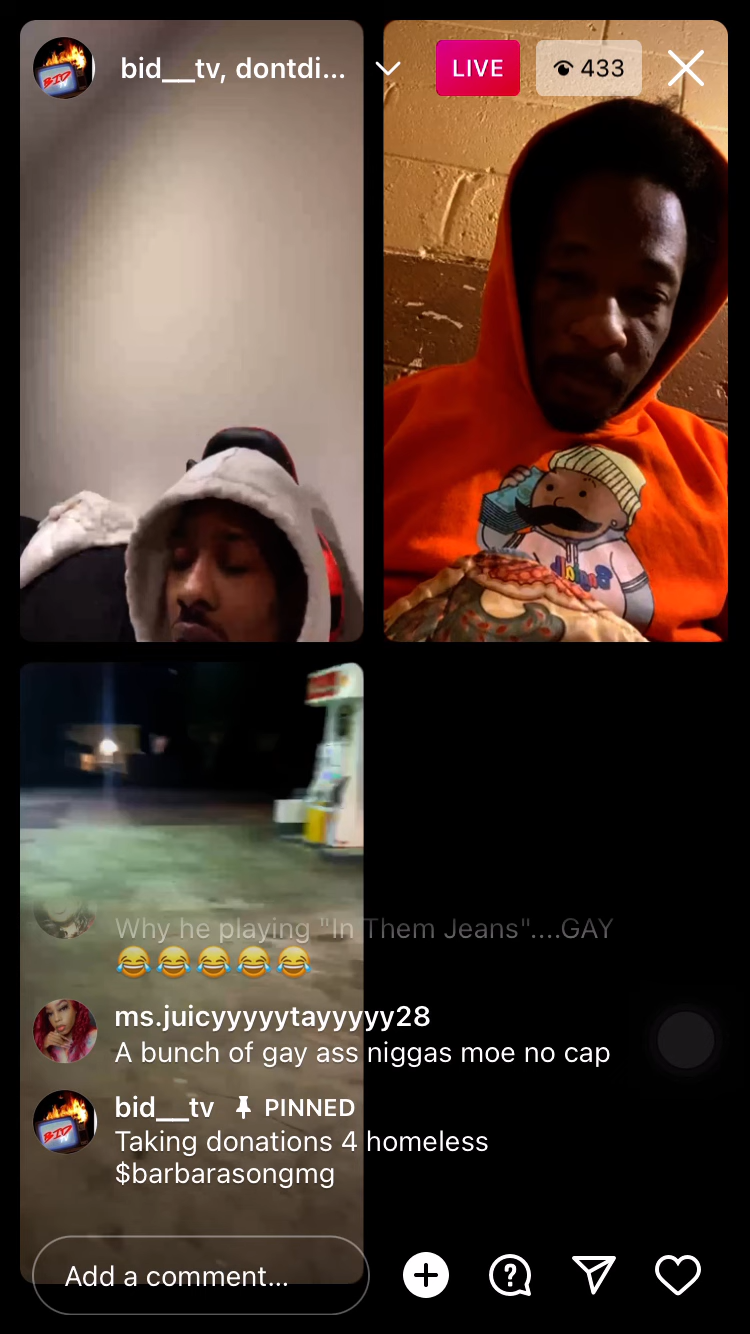 bid__tv, dontdi...
LIVE
433
Why he playing "In Them Jeans"....GAY
😂😂😂😂😂
ms.juicyyyyytayyyyy28
A bunch of gay ass niggas moe no cap
bid__tv PINNED
Taking donations 4 homeless
$barbarasongmg
Add a comment...